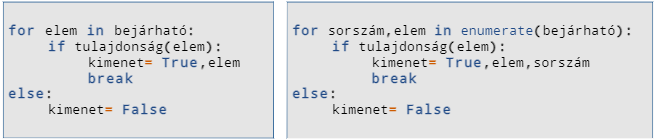 for elem in bejárható:
    if tulajdonság(elem):
        kimenet= True,elem
        break
else:
    kimenet= False
for sorszám,elem in enumerate(bejárható):
    if tulajdonság(elem):
        kimenet= True,elem,sorszám
        break
else:
    kimenet= False